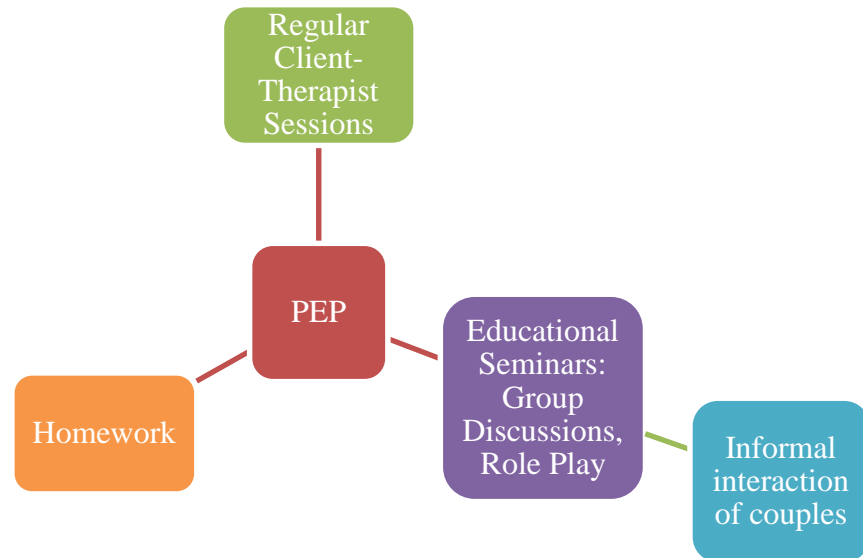 Regular
Client-
Therapist
Sessions
PEP
Educational
Seminars:
Group
Discussions,
Role Play
Homework
Informal
interaction
of couples